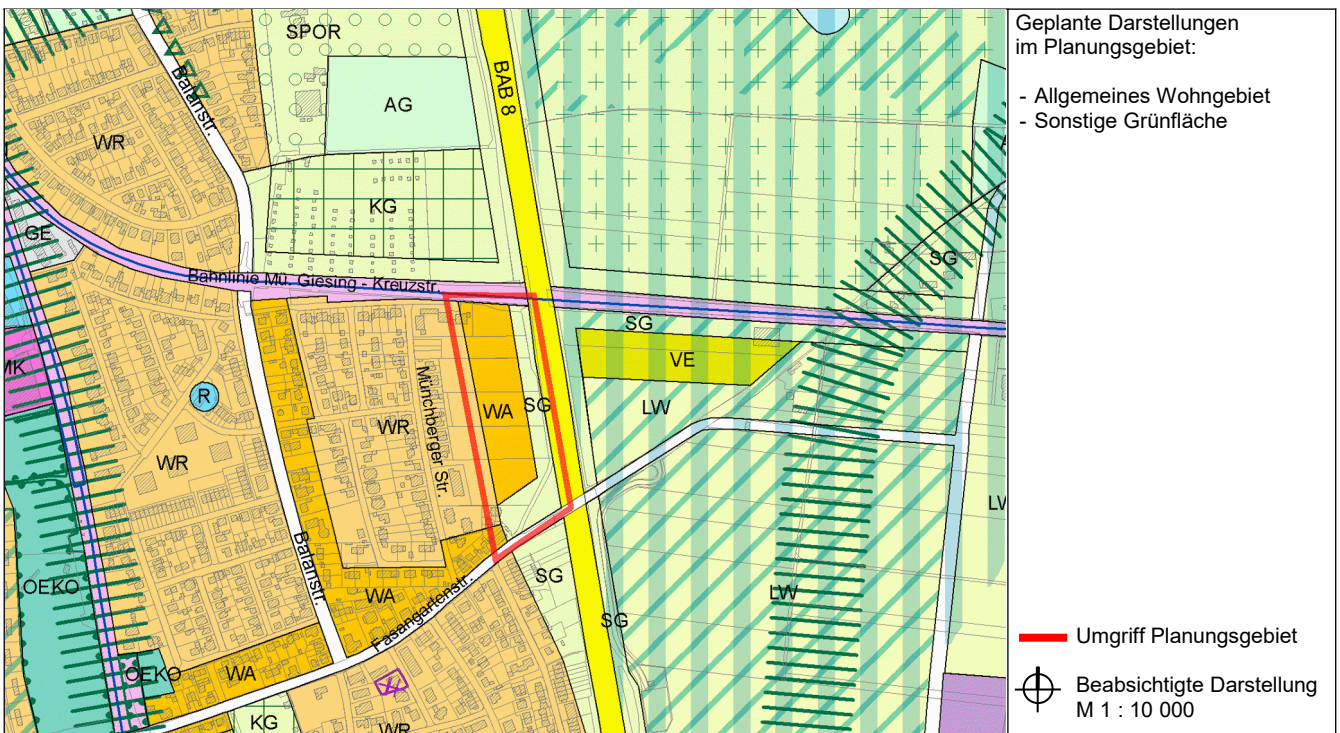 SPOR
Balanstr.
BAB 8
AG
WR
KG
GE
SG
Bahnlinie Mü. Giesing - Kreuzstr.
SG
VE
MK
R
Münchberger Str.
WA
SG
LW
WR
WR
LW
Balanstr.
OEKO
SG
LW
WA
Fasangartenstr.
SG
OEKO
WA
KG
WR
Geplante Darstellungen
im Planungsgebiet:
- Allgemeines Wohngebiet
- Sonstige Grünfläche
Umgriff Planungsgebiet
Beabsichtigte Darstellung
M 1 : 10 000